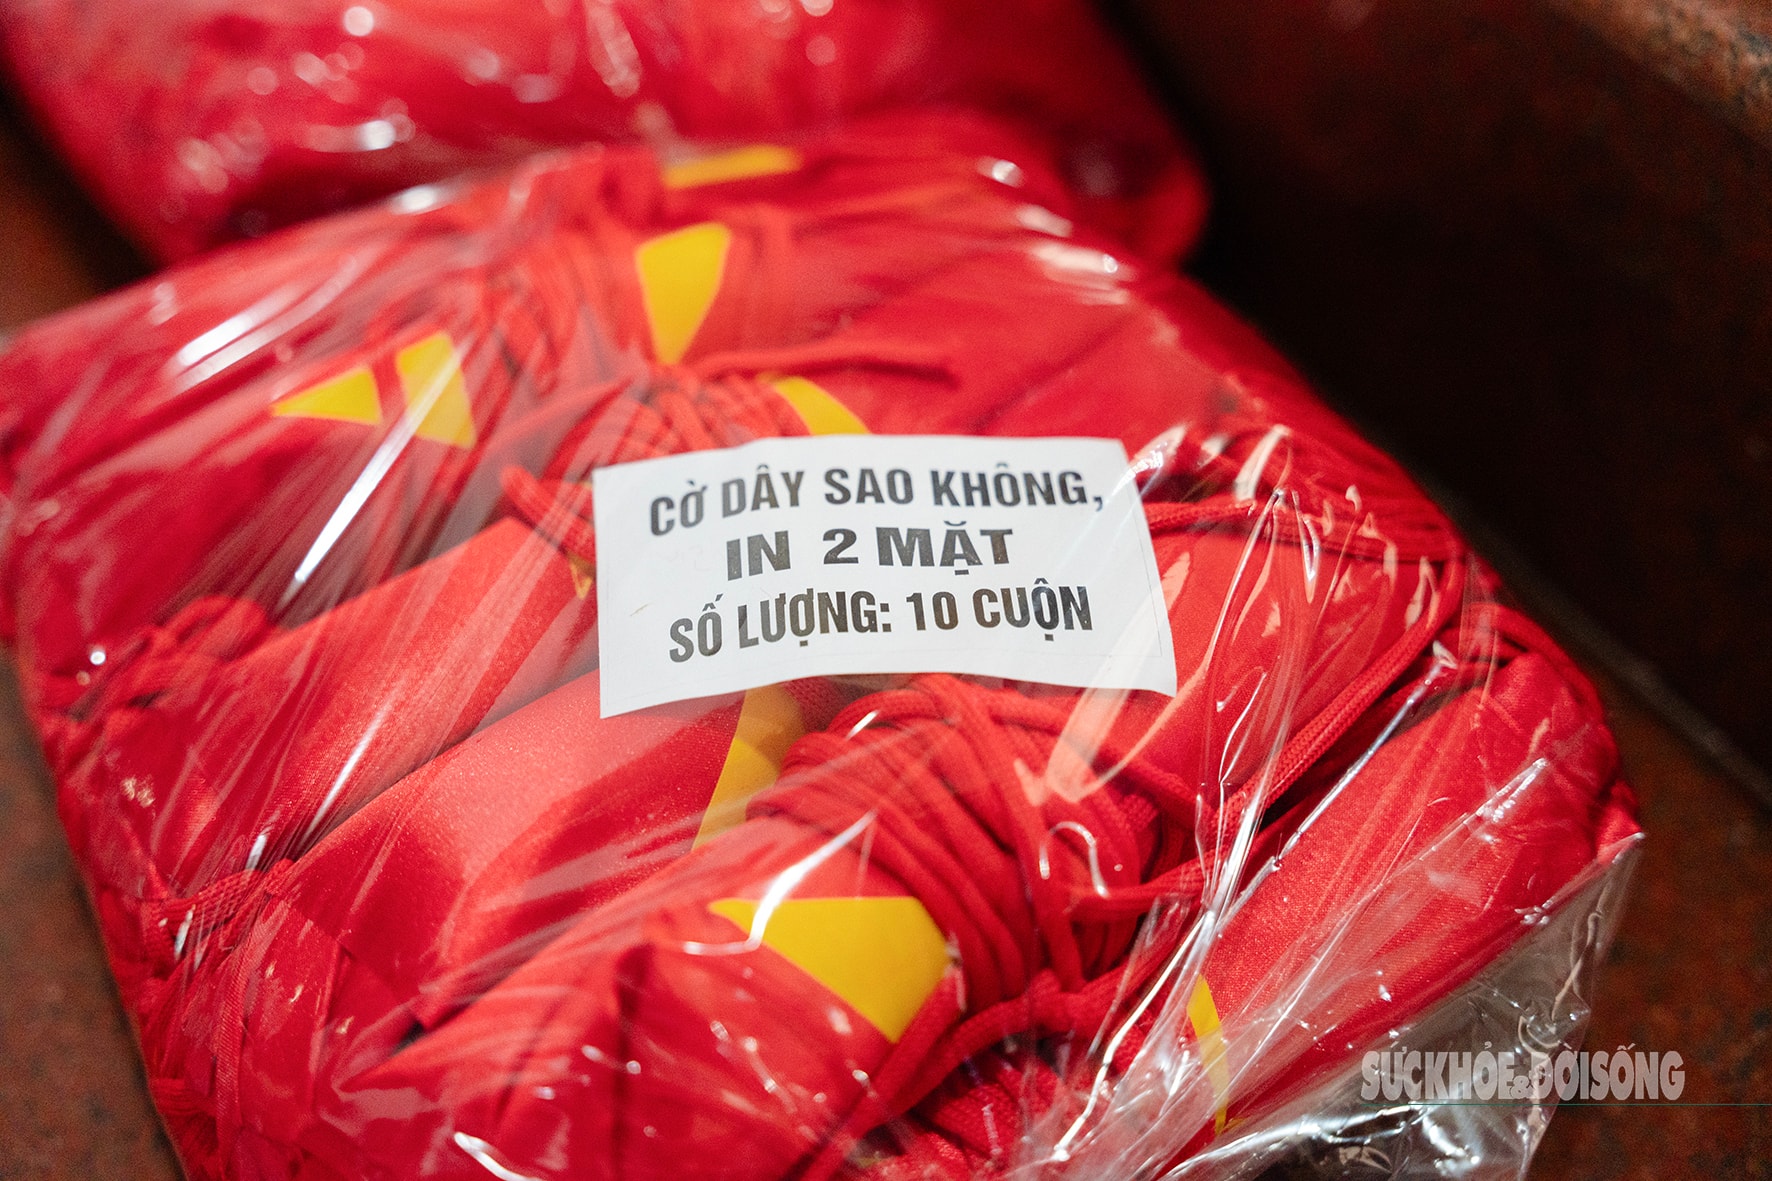 CỜ DÂY SAO KHÔNG,
IN 2 MẶT
SỐ LƯỢNG: 10 CUỘN
SỨCKHỎE&ĐỜISỐNG